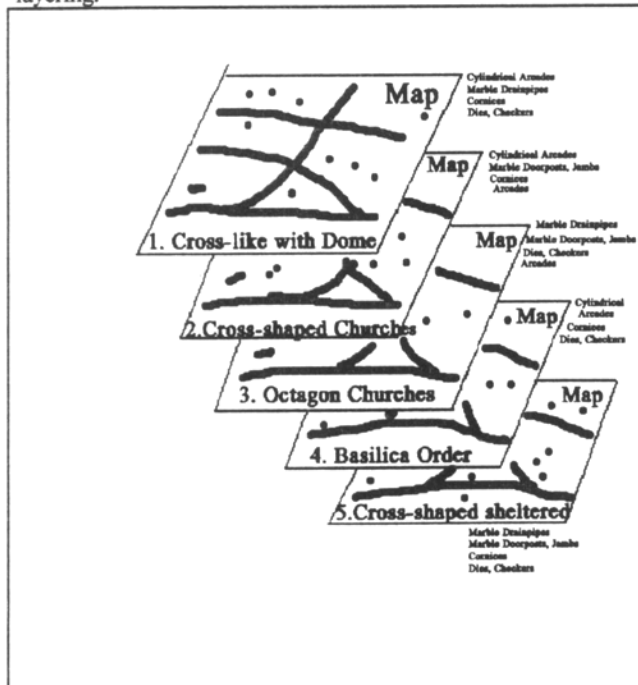 layering.
Map
Cylindrical Arcades
Marble Drainpipes
Cornices
Dies, Checkers
1. Cross-like with Dome
Map
Cylindrical Arcades
Marble Doorposts, Jambs
Cornices
Arcades
2.Cross-shaped Churches
Map
Marble Drainpipes
Marble Doorposts, Jambs
Dies, Checkers
Arcades
3. Octagon Churches
Map
Cylindrical
Arcades
Cornices
Dies, Checkers
4. Basilica Order
Map
5.Cross-shaped sheltered
Marble Drainpipes
Marble Doorposts, Jambs
Cornices
Dies, Checkers